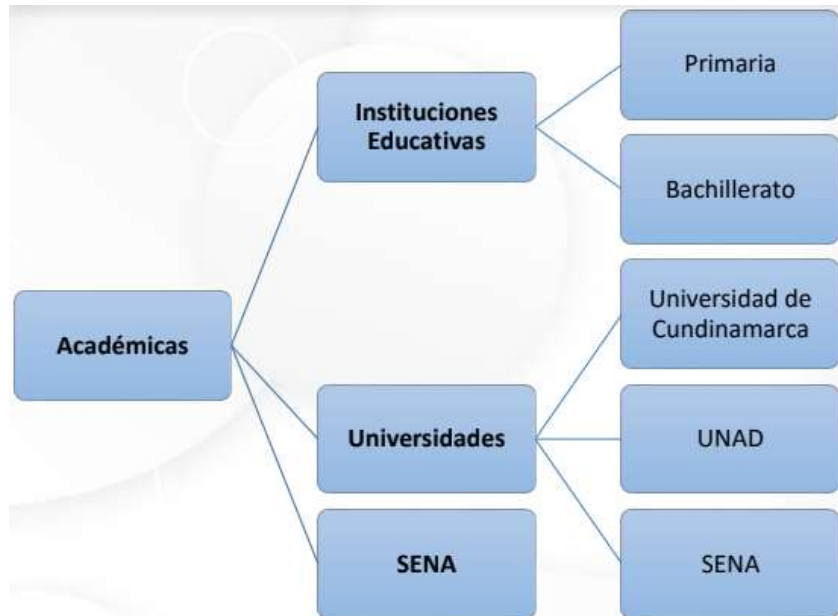 Primaria
Instituciones
Educativas
Bachillerato
Universidad de
Cundinamarca
Académicas
Universidades
UNAD
SENA
SENA